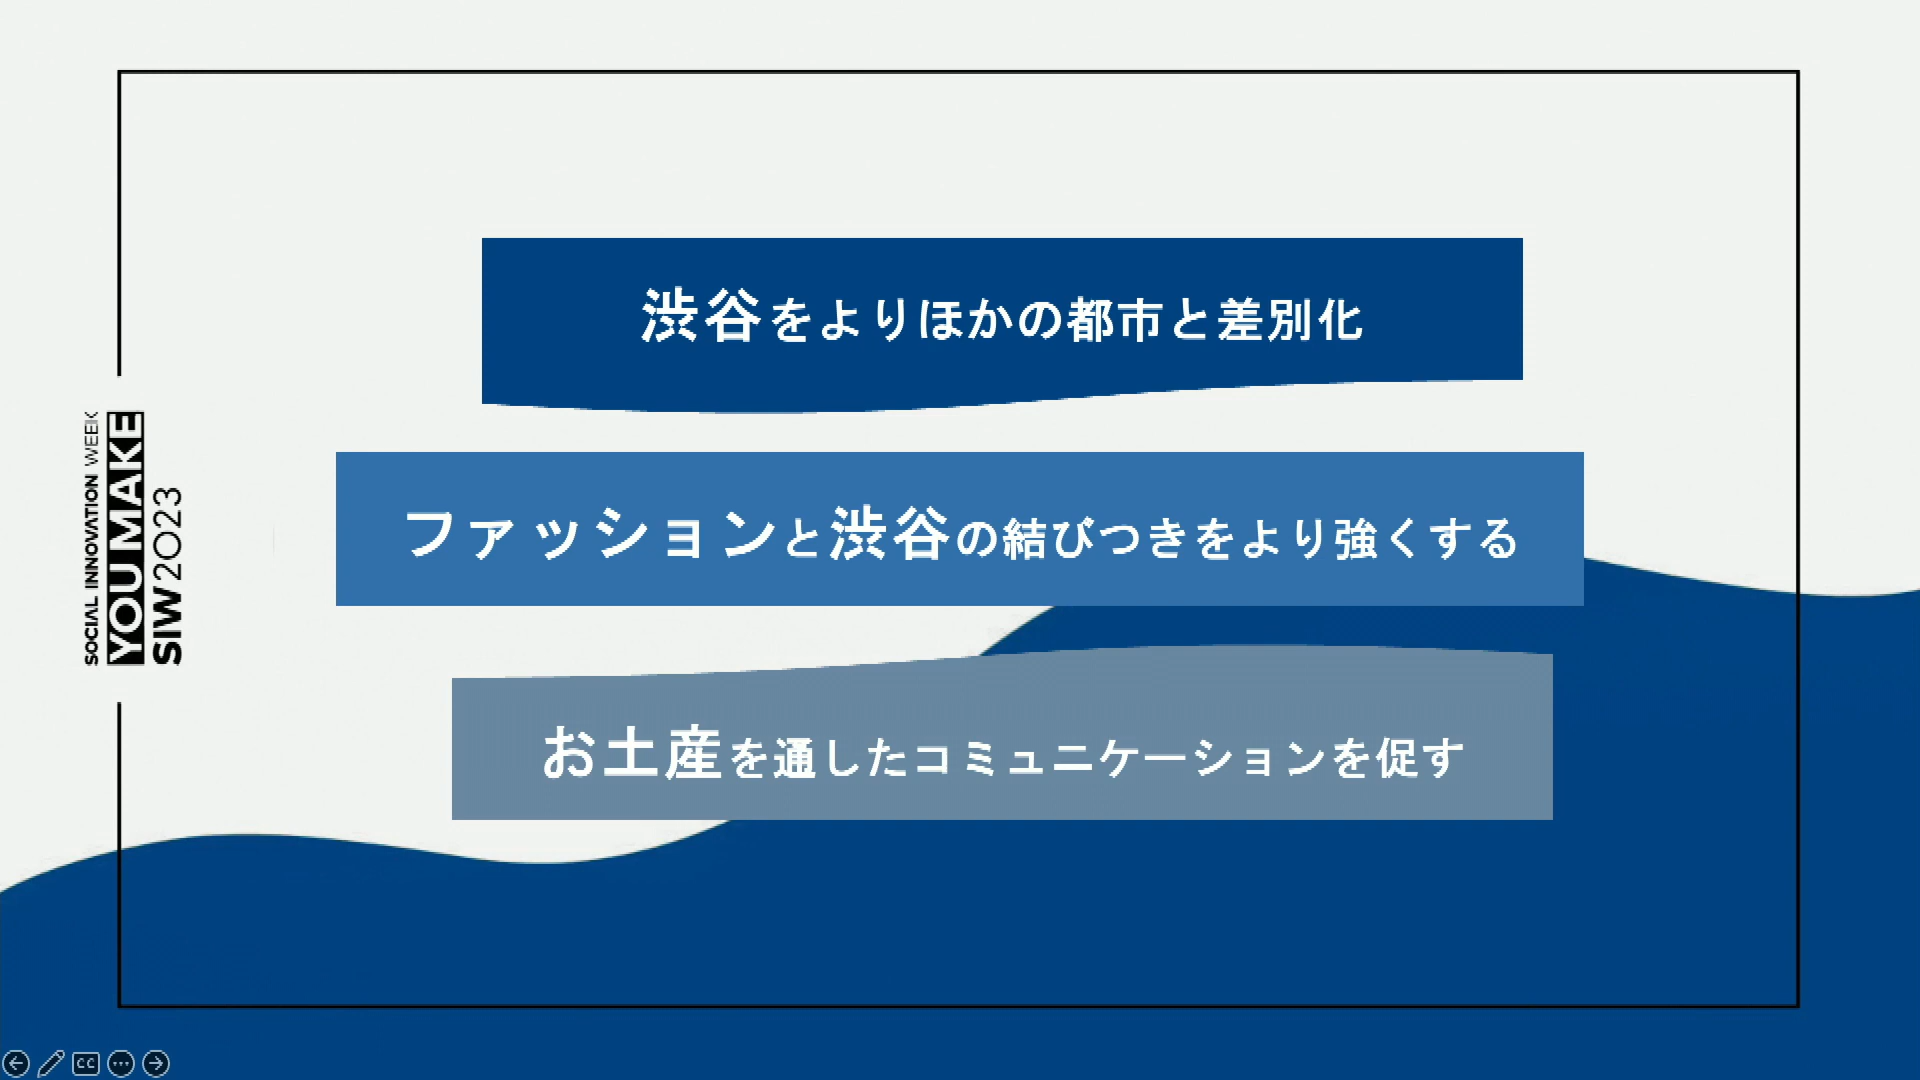 渋谷をよりほかの都市と差別化
ファッションと渋谷の結びつきをより強くする
お土産を通したコミュニケーションを促す
SOCIAL INNOVATION WEEK
YOU MAKE
SIW2023
CC